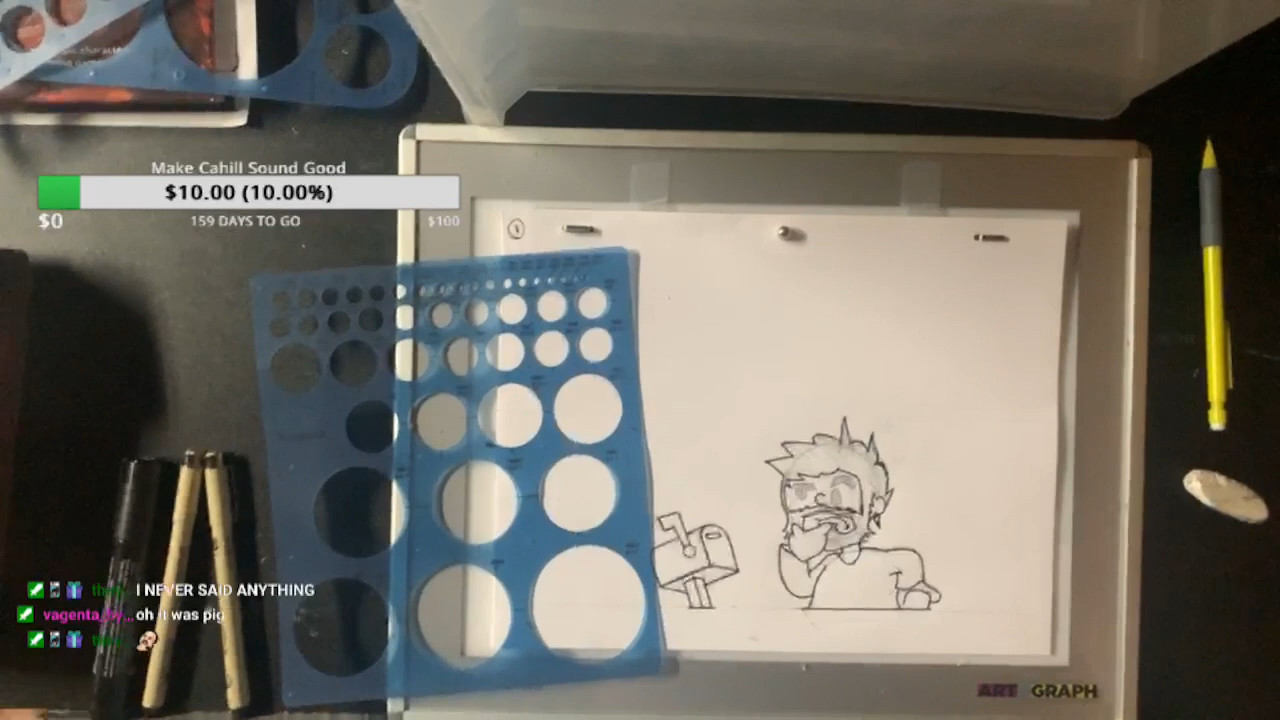 Make Cahill Sound Good
$10.00 (10.00%)
$0
159 DAYS TO GO
$100
1
I NEVER SAID ANYTHING
oh it was pig
ART GRAPH